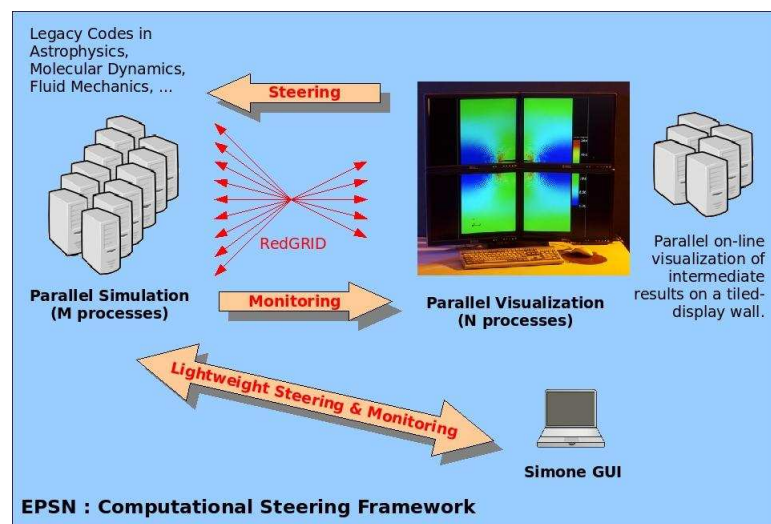 Legacy Codes in
Astrophysics,
Molecular Dynamics,
Fluid Mechanics, ...
Steering
RedGRID
Parallel on-line
visualization of
intermediate
results on a tiled-
display wall.
Parallel Simulation
(M processes)
Monitoring
Parallel Visualization
(N processes)
Lightweight Steering & Monitoring
Simone GUI
EPSN : Computational Steering Framework